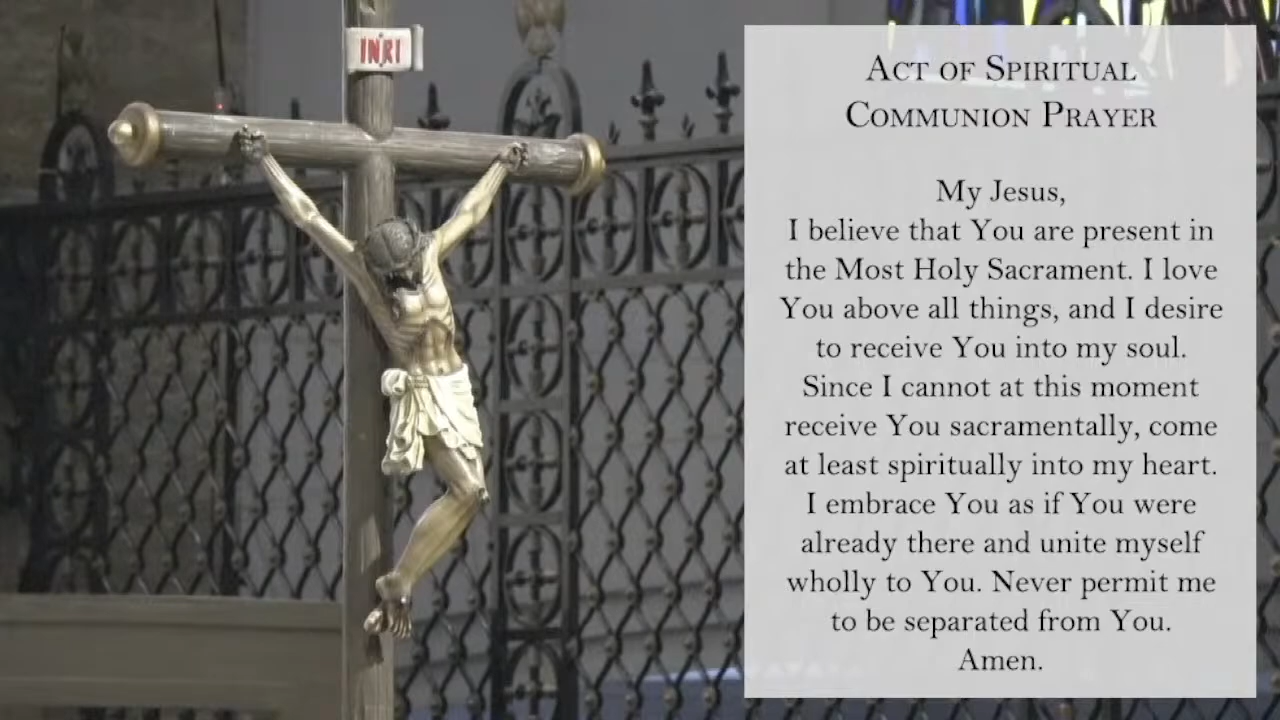 INRI
Act of Spiritual
Communion Prayer
My Jesus,
I believe that You are present in
the Most Holy Sacrament. I love
You above all things, and I desire
to receive You into my soul.
Since I cannot at this moment
receive You sacramentally, come
at least spiritually into my heart.
I embrace You as if You were
already there and unite myself
wholly to You. Never permit me
to be separated from You.
Amen.